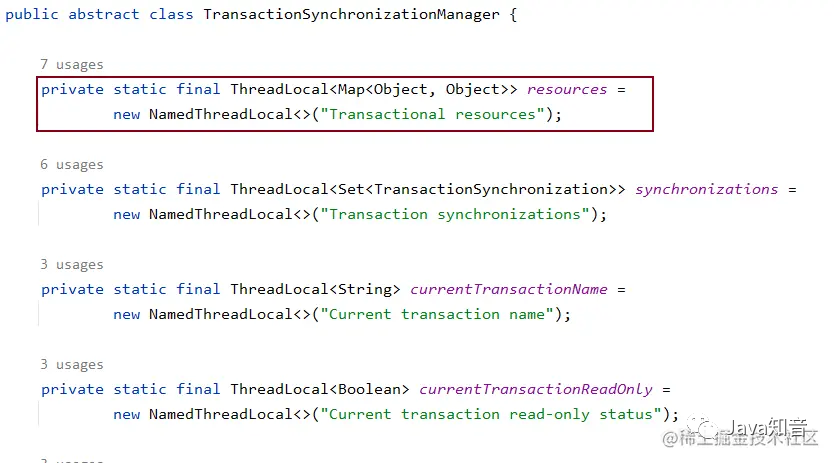 public abstract class TransactionSynchronizationManager {
7 usages
private static final ThreadLocal<Map<Object, Object>> resources =
new NamedThreadLocal<>("Transactional resources");
6 usages
private static final ThreadLocal<Set<TransactionSynchronization>> synchronizations =
new NamedThreadLocal<>("Transaction synchronizations");
3 usages
private static final ThreadLocal<String> currentTransactionName =
new NamedThreadLocal<>("Current transaction name");
3 usages
private static final ThreadLocal<Boolean> currentTransactionReadOnly =
new NamedThreadLocal<>("Current transaction read-only status");
Java知音
@稀土掘金技术社区
3 usages